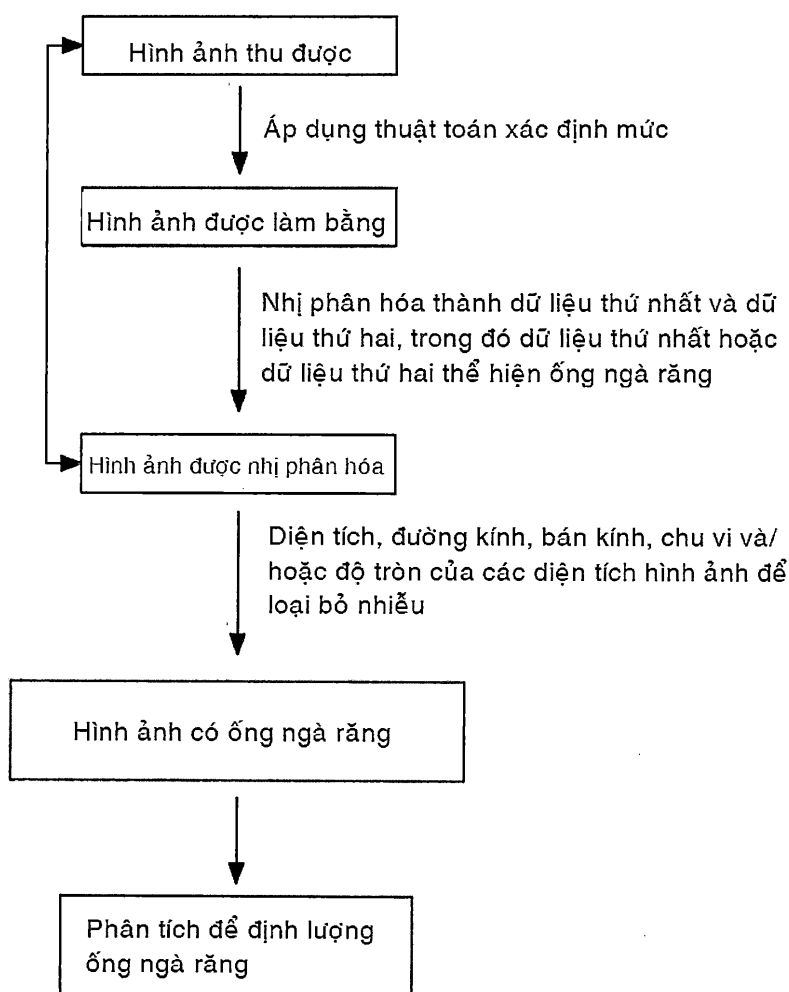 Hình ảnh thu được
Áp dụng thuật toán xác định mức
Hình ảnh được làm bằng
Nhị phân hóa thành dữ liệu thứ nhất và dữ
liệu thứ hai, trong đó dữ liệu thứ nhất hoặc
dữ liệu thứ hai thể hiện ống ngà răng
Hình ảnh được nhị phân hóa
Diện tích, đường kính, bán kính, chu vi và/
hoặc độ tròn của các diện tích hình ảnh để
loại bỏ nhiễu
Hình ảnh có ống ngà răng
Phân tích để định lượng
ống ngà răng